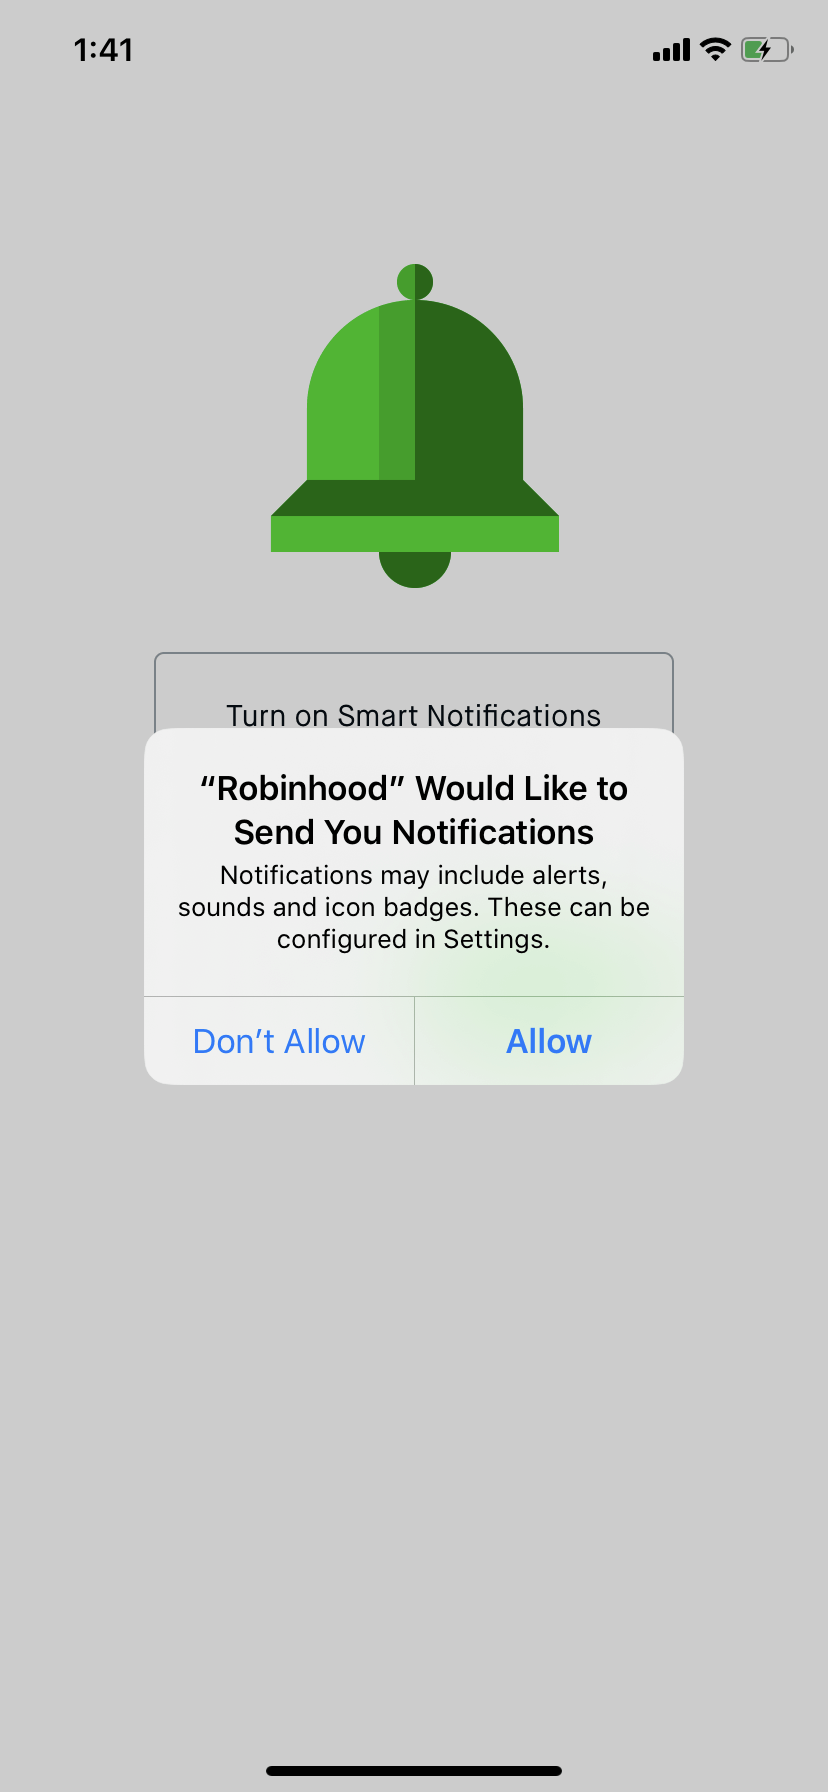 1:41
Turn on Smart Notifications
“Robinhood” Would Like to
Send You Notifications
Notifications may include alerts,
sounds and icon badges. These can be
configured in Settings.
Don’t Allow
Allow